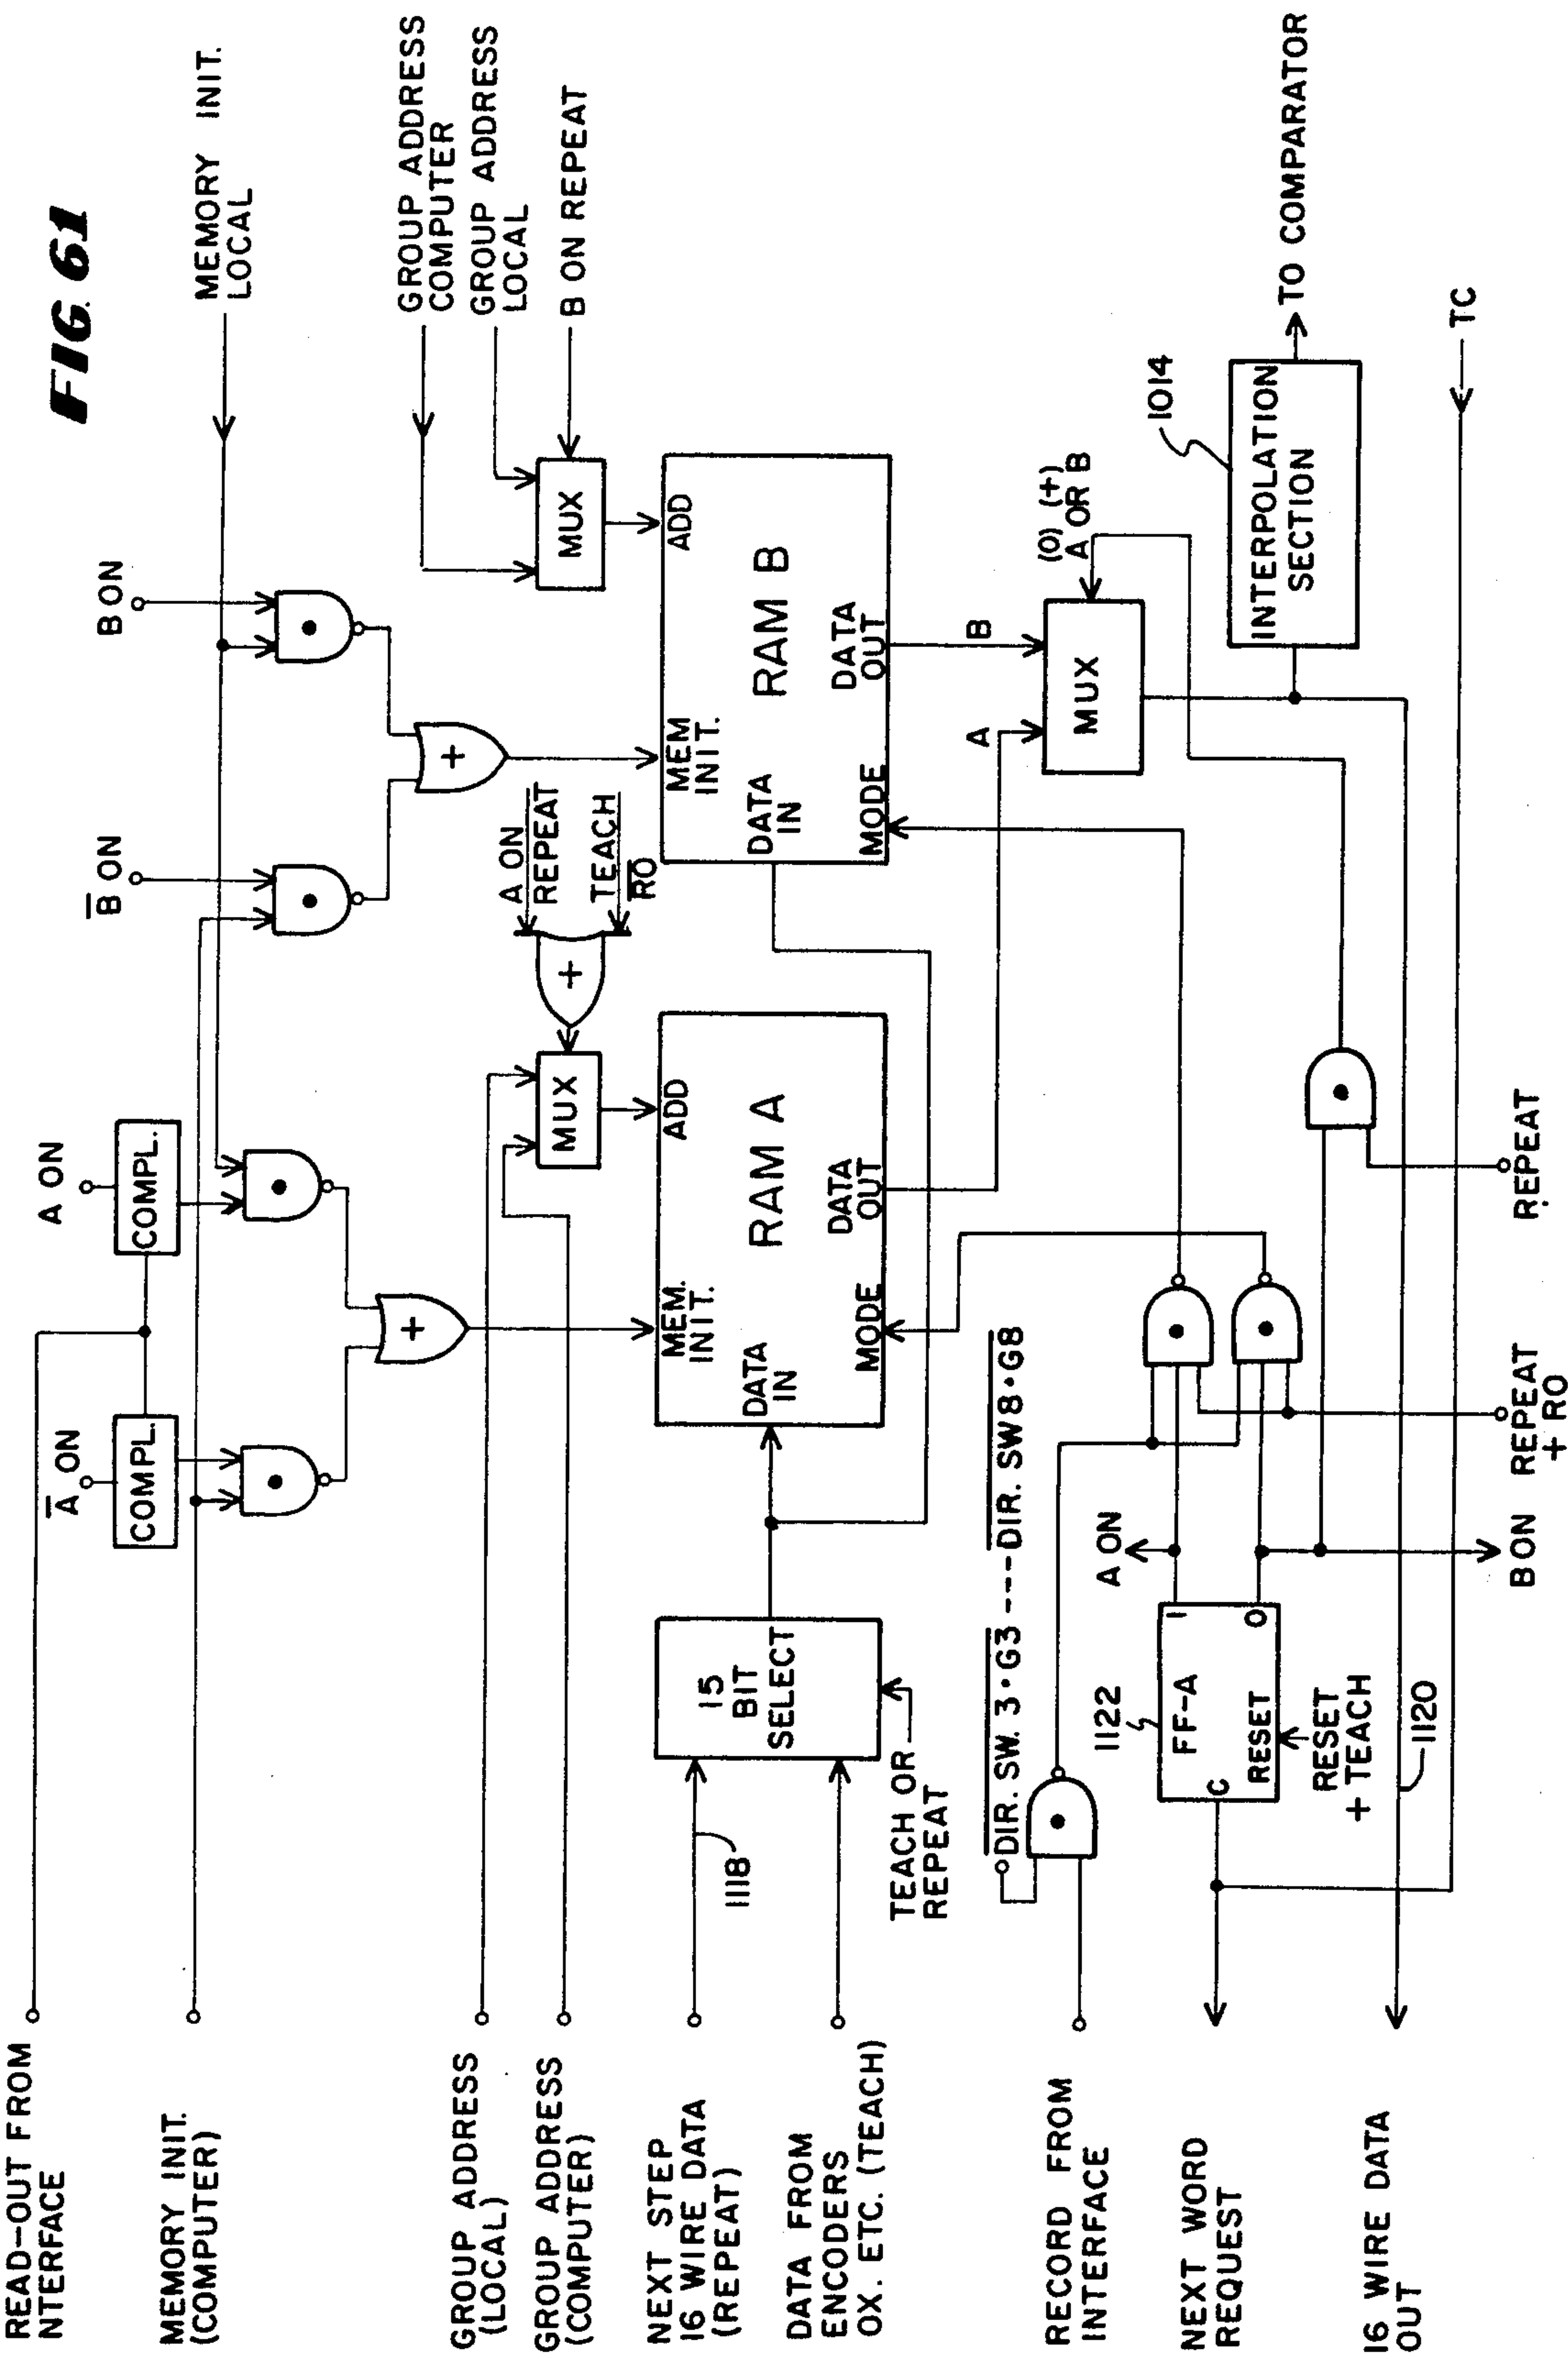 FIG. 61
READ-OUT FROM
NTERFACE
MEMORY INIT.
(COMPUTER)
GROUP ADDRESS
(LOCAL)
GROUP ADDRESS
(COMPUTER)
NEXT STEP
16 WIRE DATA
(REPEAT)
DATA FROM
ENCODERS
OX. ETC. (TEACH)
RECORD FROM
INTERFACE
NEXT WORD
REQUEST
16 WIRE DATA
OUT
A ON
COMPL.
A ON
COMPL.
B ON
B ON
MEMORY INIT.
LOCAL
GROUP ADDRESS
COMPUTER
GROUP ADDRESS
LOCAL
B ON REPEAT
+
+
MUX
+
A ON
REPEAT
TEACH
RO
MUX
1118
15
BIT
SELECT
TEACH OR
REPEAT
MEM.
INIT.
ADD
DATA
IN
RAM A
MODE
DATA
OUT
MEM
INIT.
ADD
DATA
IN
RAM B
MODE
DATA
OUT
A
B
MUX
(0) (+)
A OR B
1014
INTERPOLATION
SECTION
TO COMPARATOR
TC
DIR. SW. 3•G3---DIR. SW8•G8
1122
FF-A
C
1
0
RESET
RESET
+ TEACH
A ON
1120
B ON
REPEAT
+ RO
REPEAT